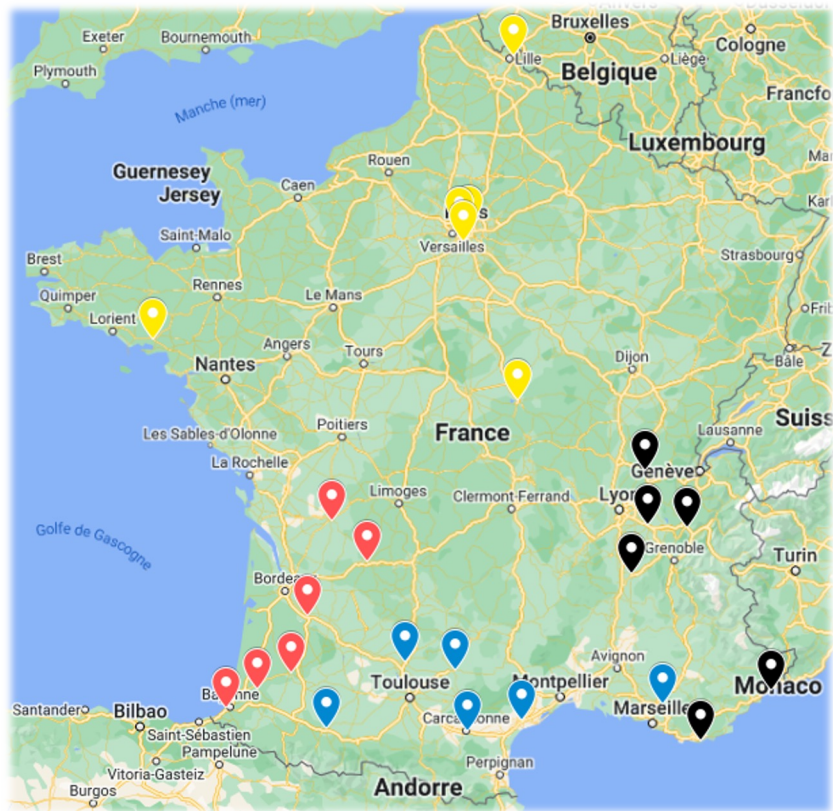 Exeter
Bournemouth
Bruxelles
Cologne
Plymouth
Lille
Liège
Belgique
Francfo
Manche (mer)
Luxembourg
Rouen
Guernesey
Jersey
Caen
Versailles
Saint-Malo
Strasbourg
Brest
Rennes
Quimper
Le Mans
Lorient
Angers
Tours
Dijon
Bâle
Nantes
Poitiers
France
Lausanne
Suiss
Les Sables-d'Olonne
La Rochelle
Genève
Limoges
Clermont-Ferrand
Lyon
Golfe de Gascogne
Grenoble
Turin
Avignon
Toulouse
Montpellier
Monaco
Santander
Bilbao
Marseille
Saint-Sébastien
Pampelune
Perpignan
Vitoria-Gasteiz
Andorre
Burgos